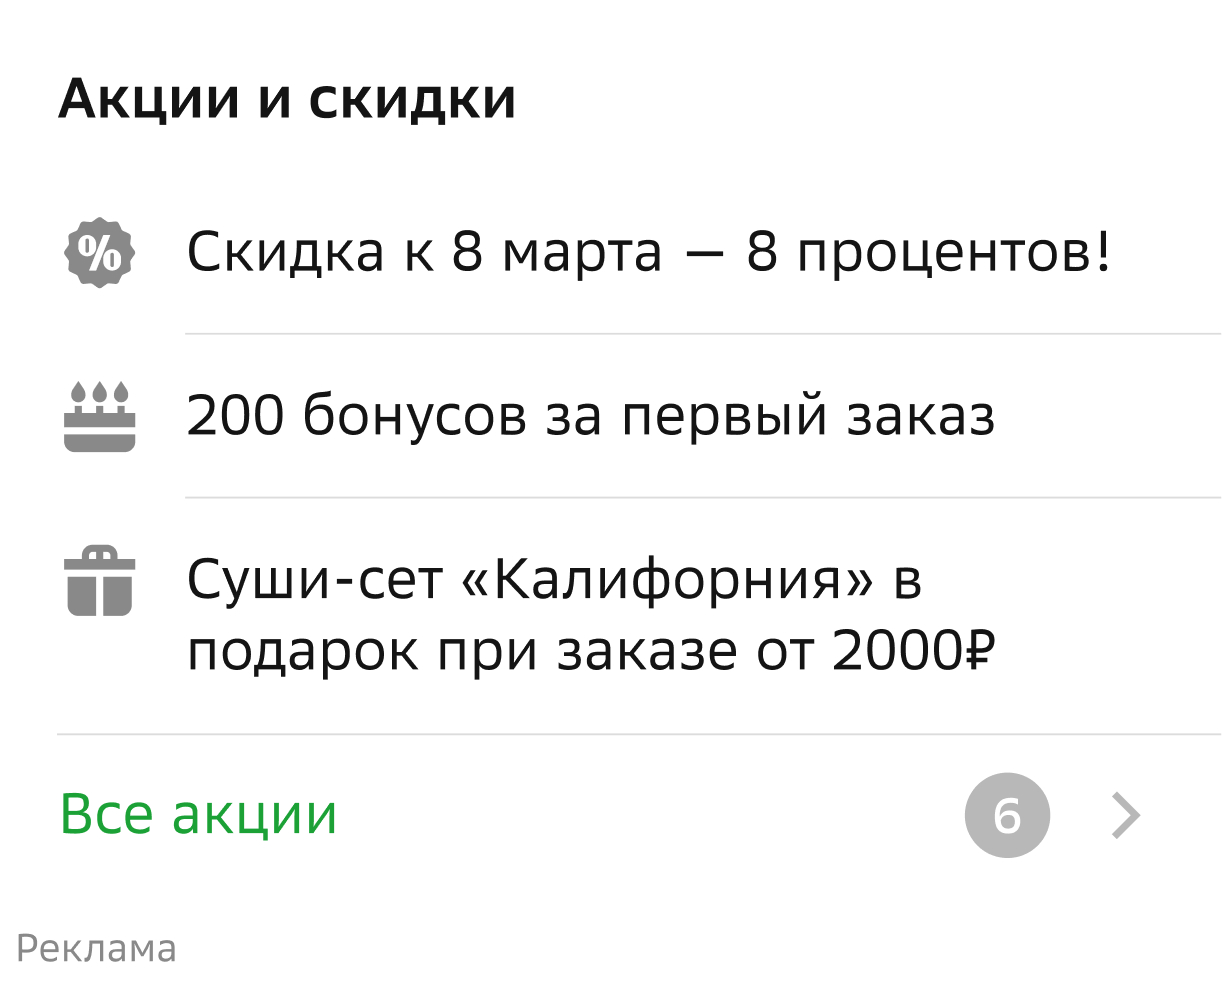 Акции и скидки
Скидка к 8 марта — 8 процентов!
200 бонусов за первый заказ
Суши-сет «Калифорния» в
подарок при заказе от 2000₽
Все акции 6
Реклама